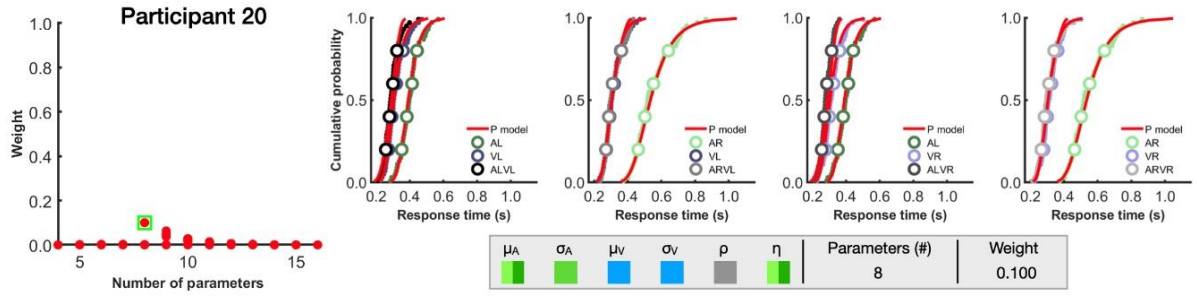 Participant 20
1.0
0.8
0.6
0.4
0.2
0.0
Weight
5 10 15
Number of parameters
Cumulative probability
1.0
0.5
0.0
P model
AL
VL
ALVL
0.2 0.4 0.6 0.8 1.0
Response time (s)
1.0
0.5
0.0
P model
AR
VL
ARVL
0.2 0.4 0.6 0.8 1.0
Response time (s)
1.0
0.5
0.0
P model
AL
VR
ALVR
0.2 0.4 0.6 0.8 1.0
Response time (s)
1.0
0.5
0.0
P model
AR
VR
ARVR
0.2 0.4 0.6 0.8 1.0
Response time (s)
μA σA μV σV ρ η Parameters (#) Weight
8 0.100